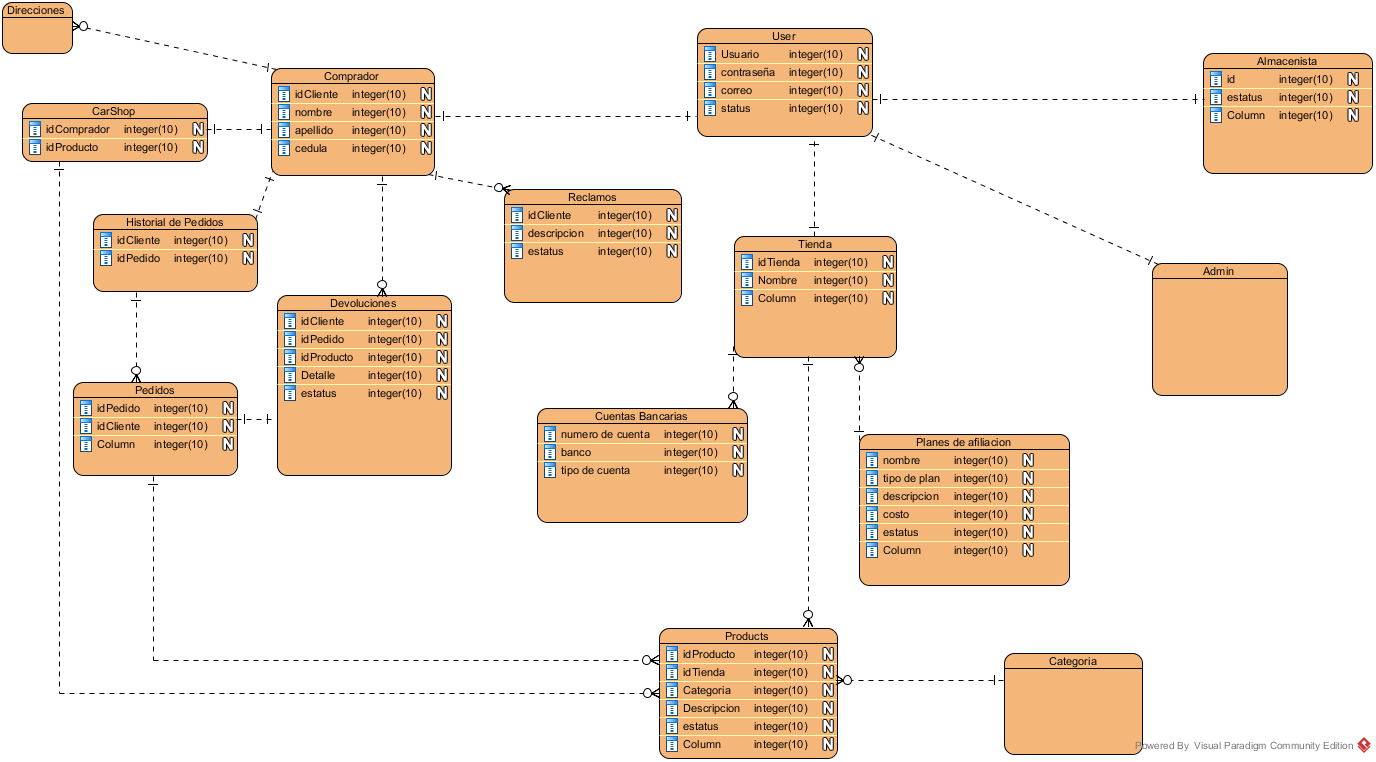 Direcciones
Comprador
idCliente integer(10) N
nombre integer(10) N
apellido integer(10) N
cedula integer(10) N
User
Usuario integer(10) N
contraseña integer(10) N
correo integer(10) N
status integer(10) N
Almacenista
id integer(10) N
estatus integer(10) N
Column integer(10) N
CarShop
idComprador integer(10) N
idProducto integer(10) N
Historial de Pedidos
idCliente integer(10) N
idPedido integer(10) N
Reclamos
idCliente integer(10) N
descripcion integer(10) N
estatus integer(10) N
Tienda
idTienda integer(10) N
Nombre integer(10) N
Column integer(10) N
Admin
Devoluciones
idCliente integer(10) N
idPedido integer(10) N
idProducto integer(10) N
Detalle integer(10) N
estatus integer(10) N
Pedidos
idPedido integer(10) N
idCliente integer(10) N
Column integer(10) N
Cuentas Bancarias
numero de cuenta integer(10) N
banco integer(10) N
tipo de cuenta integer(10) N
Planes de afiliacion
nombre integer(10) N
tipo de plan integer(10) N
descripcion integer(10) N
costo integer(10) N
estatus integer(10) N
Column integer(10) N
Products
idProducto integer(10) N
idTienda integer(10) N
Categoria integer(10) N
Descripcion integer(10) N
estatus integer(10) N
Column integer(10) N
Categoria
Powered By Visual Paradigm Community Edition